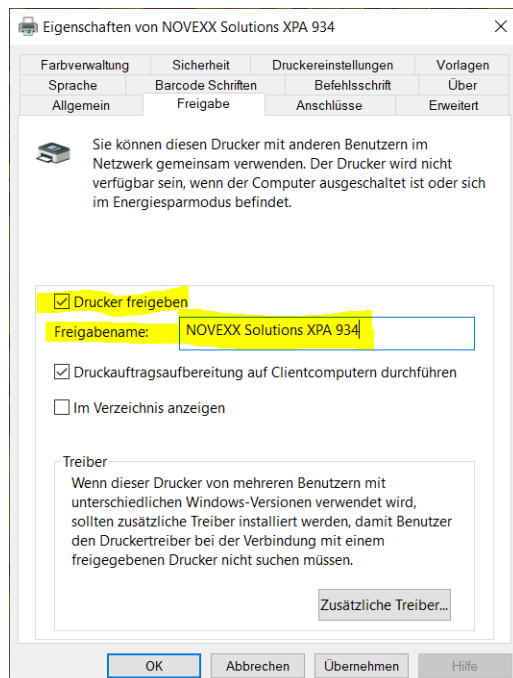 Eigenschaften von NOVEXX Solutions XPA 934
Farbverwaltung Sicherheit Druckereinstellungen Vorlagen
Sprache Barcode Schriften Befehlsschrift Über
Allgemein Freigabe Anschlüsse Erweitert
Sie können diesen Drucker mit anderen Benutzern im
Netzwerk gemeinsam verwenden. Der Drucker wird nicht
verfügbar sein, wenn der Computer ausgeschaltet ist oder sich
im Energiesparmodus befindet.
Drucker freigeben
Freigabename: NOVEXX Solutions XPA 934
Druckauftragsaufbereitung auf Clientcomputern durchführen
Im Verzeichnis anzeigen
Treiber
Wenn dieser Drucker von mehreren Benutzern mit
unterschiedlichen Windows-Versionen verwendet wird,
sollten zusätzliche Treiber installiert werden, damit Benutzer
den Druckertreiber bei der Verbindung mit einem
freigegebenen Drucker nicht suchen müssen.
Zusätzliche Treiber...
OK Abbrechen Übernehmen Hilfe